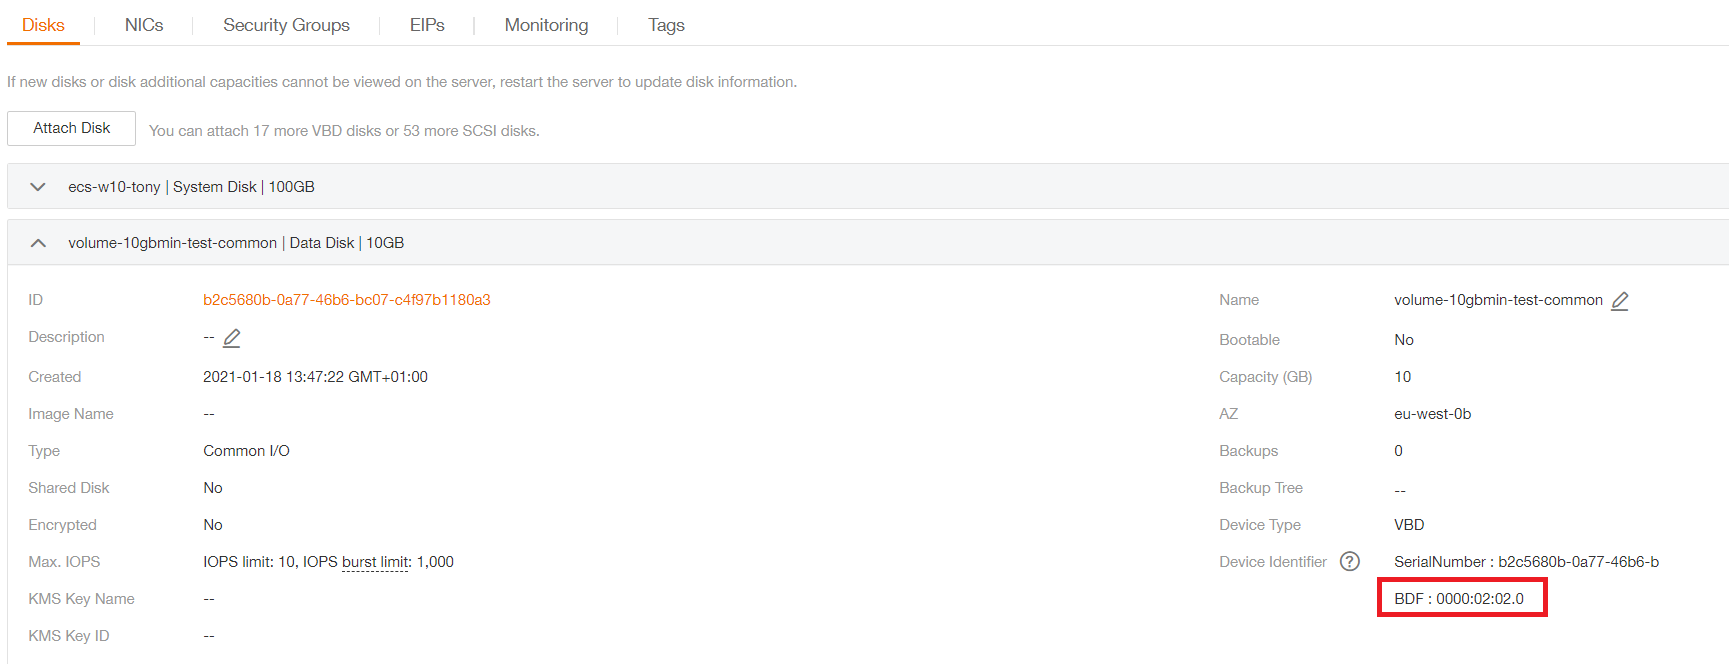 Disks
NICs
Security Groups
EIPs
Monitoring
Tags
If new disks or disk additional capacities cannot be viewed on the server, restart the server to update disk information.
Attach Disk
You can attach 17 more VBD disks or 53 more SCSI disks.
ecs-w10-tony | System Disk | 100GB
volume-10gbmin-test-common | Data Disk | 10GB
ID b2c5680b-0a77-46b6-bc07-c4f97b1180a3
Name volume-10gbmin-test-common
Description --
Bootable No
Created 2021-01-18 13:47:22 GMT+01:00
Capacity (GB) 10
Image Name --
AZ eu-west-0b
Type Common I/O
Backups 0
Shared Disk No
Backup Tree --
Encrypted No
Device Type VBD
Max. IOPS IOPS limit: 10, IOPS burst limit: 1,000
Device Identifier ? SerialNumber : b2c5680b-0a77-46b6-b
KMS Key Name --
BDF : 0000:02:02.0
KMS Key ID --